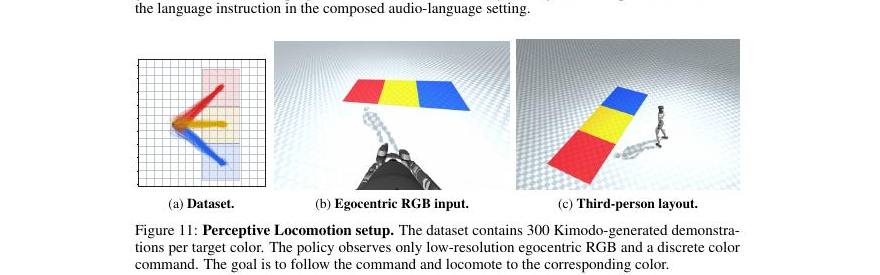 the language instruction in the composed audio-language setting.
(a) Dataset.
(b) Egocentric RGB input.
(c) Third-person layout.
Figure 11: Perceptive Locomotion setup. The dataset contains 300 Kimodo-generated demonstra-
tions per target color. The policy observes only low-resolution egocentric RGB and a discrete color
command. The goal is to follow the command and locomote to the corresponding color.